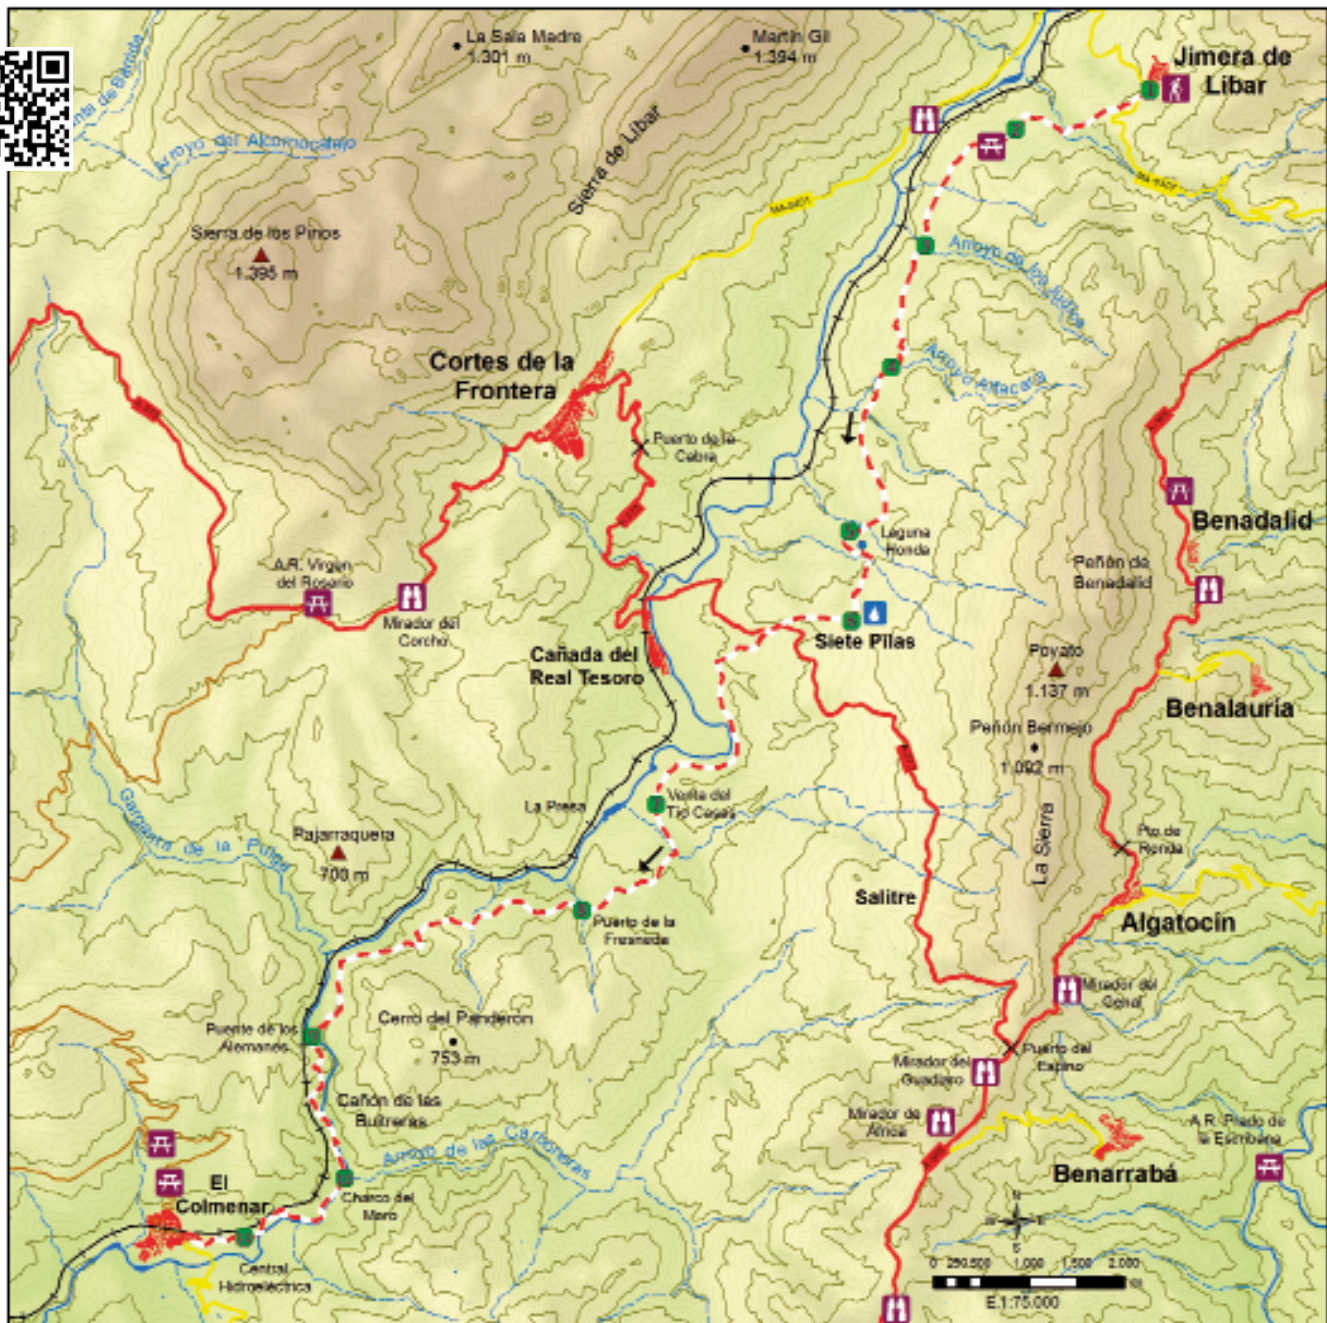 La Sala Madre
1.301 m
Martín Gil
1.394 m
Jimera de
Líbar
Arroyo del Alcornocalejo
Sierra de Líbar
MA-8401
Sierra de los Pinos
1.395 m
Arroyo de los Judíos
Cortes de la
Frontera
Arroyo Alfacara
Puerto de la
Cabra
Laguna
Honda
Benadalid
Peñón de
Benadalid
A.R. Virgen
del Rosario
Mirador del
Corcho
Siete Pilas
Cañada del
Real Tesoro
Poyato
1.137 m
Benalauría
Peñón Bermejo
1.092 m
La Presa
Venta del
Tío Casas
Garganta de la Pulga
Rajarraquera
700 m
La Sierra
Pto de
Ronda
Salitre
Algatocín
Puerto de la
Fresneda
Mirador del
Genal
Puente de los
Alemanes
Cerro del Panderón
753 m
Puerto del
Espino
Mirador del
Guadiaro
Cañón de las
Buitreras
Mirador de
África
A.R. Prado de
la Escribana
Arroyo de las Carboneras
Benarrabá
El
Colmenar
Charco del
Moro
Central
Hidroeléctrica
N
W E
S
0 250 500 1.000 1.500 2.000
E.1:75.000